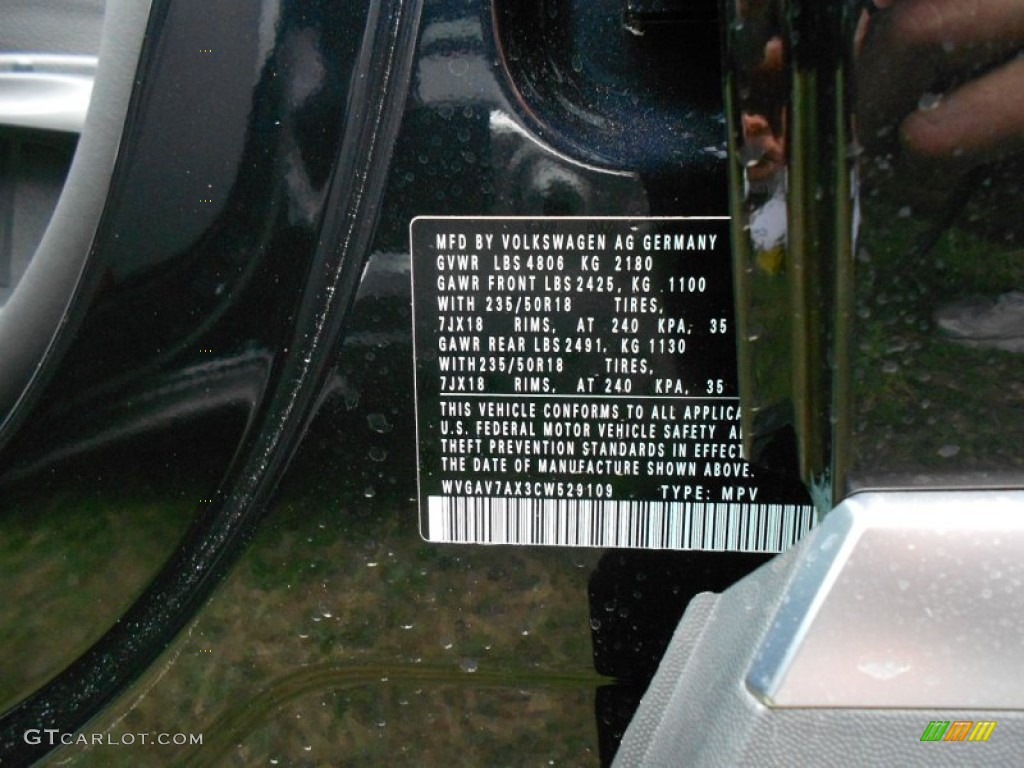 MFD BY VOLKSWAGEN AG GERMANY
GVWR LBS 4806 KG 2180
GAWR FRONT LBS 2425, KG 1100
WITH 235/50R18 TIRES,
7JX18 RIMS, AT 240 KPA, 35
GAWR REAR LBS 2491, KG 1130
WITH 235/50R18 TIRES,
7JX18 RIMS, AT 240 KPA, 35
THIS VEHICLE CONFORMS TO ALL APPLICA
U.S. FEDERAL MOTOR VEHICLE SAFETY
THEFT PREVENTION STANDARDS IN EFFECT
THE DATE OF MANUFACTURE SHOWN ABOVE.
WVGAV7AX3CW529109 TYPE: MPV
GTCARLOT.COM